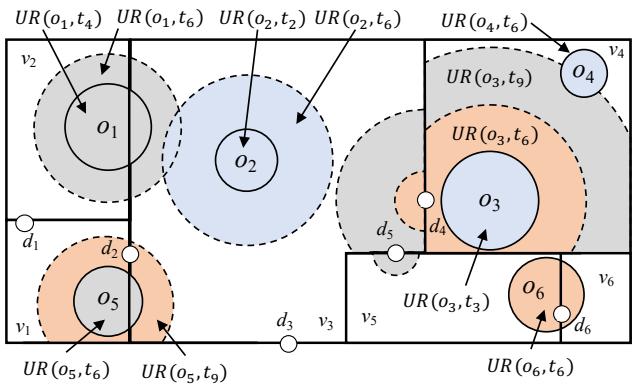 UR(o₁,t₄) UR(o₁,t₆) UR(o₂,t₂) UR(o₂,t₆) UR(o₄,t₆)
v₂ v₄
UR(o₃,t₉) o₄
o₁ UR(o₃,t₆)
o₂
o₃
d₁ d₂ d₅ d₄
o₅ UR(o₃,t₃) o₆ v₆
v₁ d₃ v₃ v₅ d₆
UR(o₅,t₆) UR(o₅,t₉) UR(o₆,t₆)